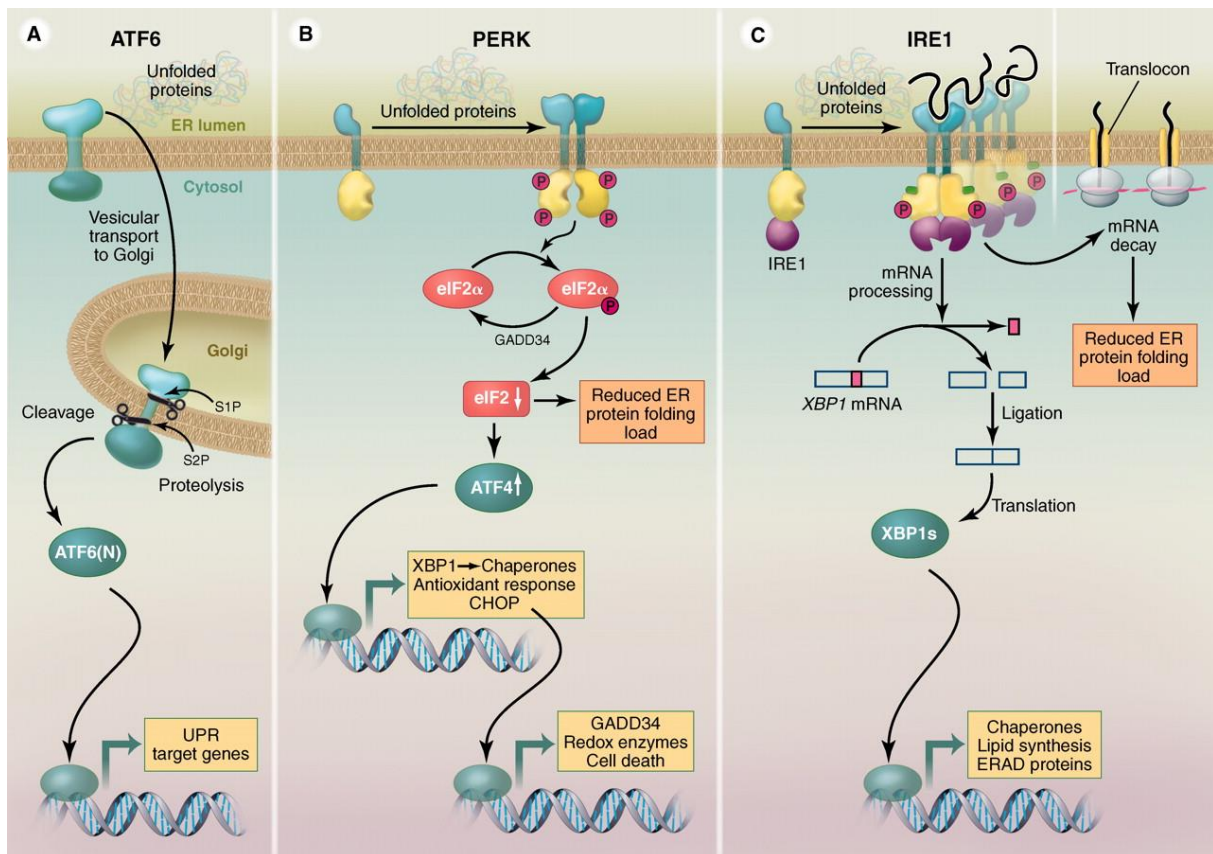 A
ATF6
Unfolded
proteins
ER lumen
Cytosol
Vesicular
transport
to Golgi
Golgi
Cleavage
S1P
S2P
Proteolysis
ATF6(N)
UPR
target genes
B
PERK
Unfolded proteins
P
P
P
P
eIF2α
eIF2α
P
GADD34
eIF2
Reduced ER
protein folding
load
ATF4
XBP1→Chaperones
Antioxidant response
CHOP
GADD34
Redox enzymes
Cell death
C
IRE1
Unfolded
proteins
Translocon
P
P
P
P
IRE1
mRNA
processing
mRNA
decay
Reduced ER
protein folding
load
XBP1 mRNA
Ligation
Translation
XBP1s
Chaperones
Lipid synthesis
ERAD proteins